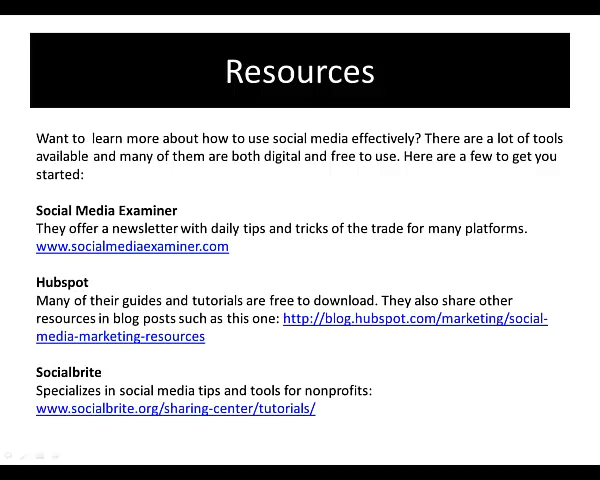 Resources
Want to learn more about how to use social media effectively? There are a lot of tools
available and many of them are both digital and free to use. Here are a few to get you
started:
Social Media Examiner
They offer a newsletter with daily tips and tricks of the trade for many platforms.
www.socialmediaexaminer.com
Hubspot
Many of their guides and tutorials are free to download. They also share other
resources in blog posts such as this one: http://blog.hubspot.com/marketing/social-
media-marketing-resources
Socialbrite
Specializes in social media tips and tools for nonprofits:
www.socialbrite.org/sharing-center/tutorials/